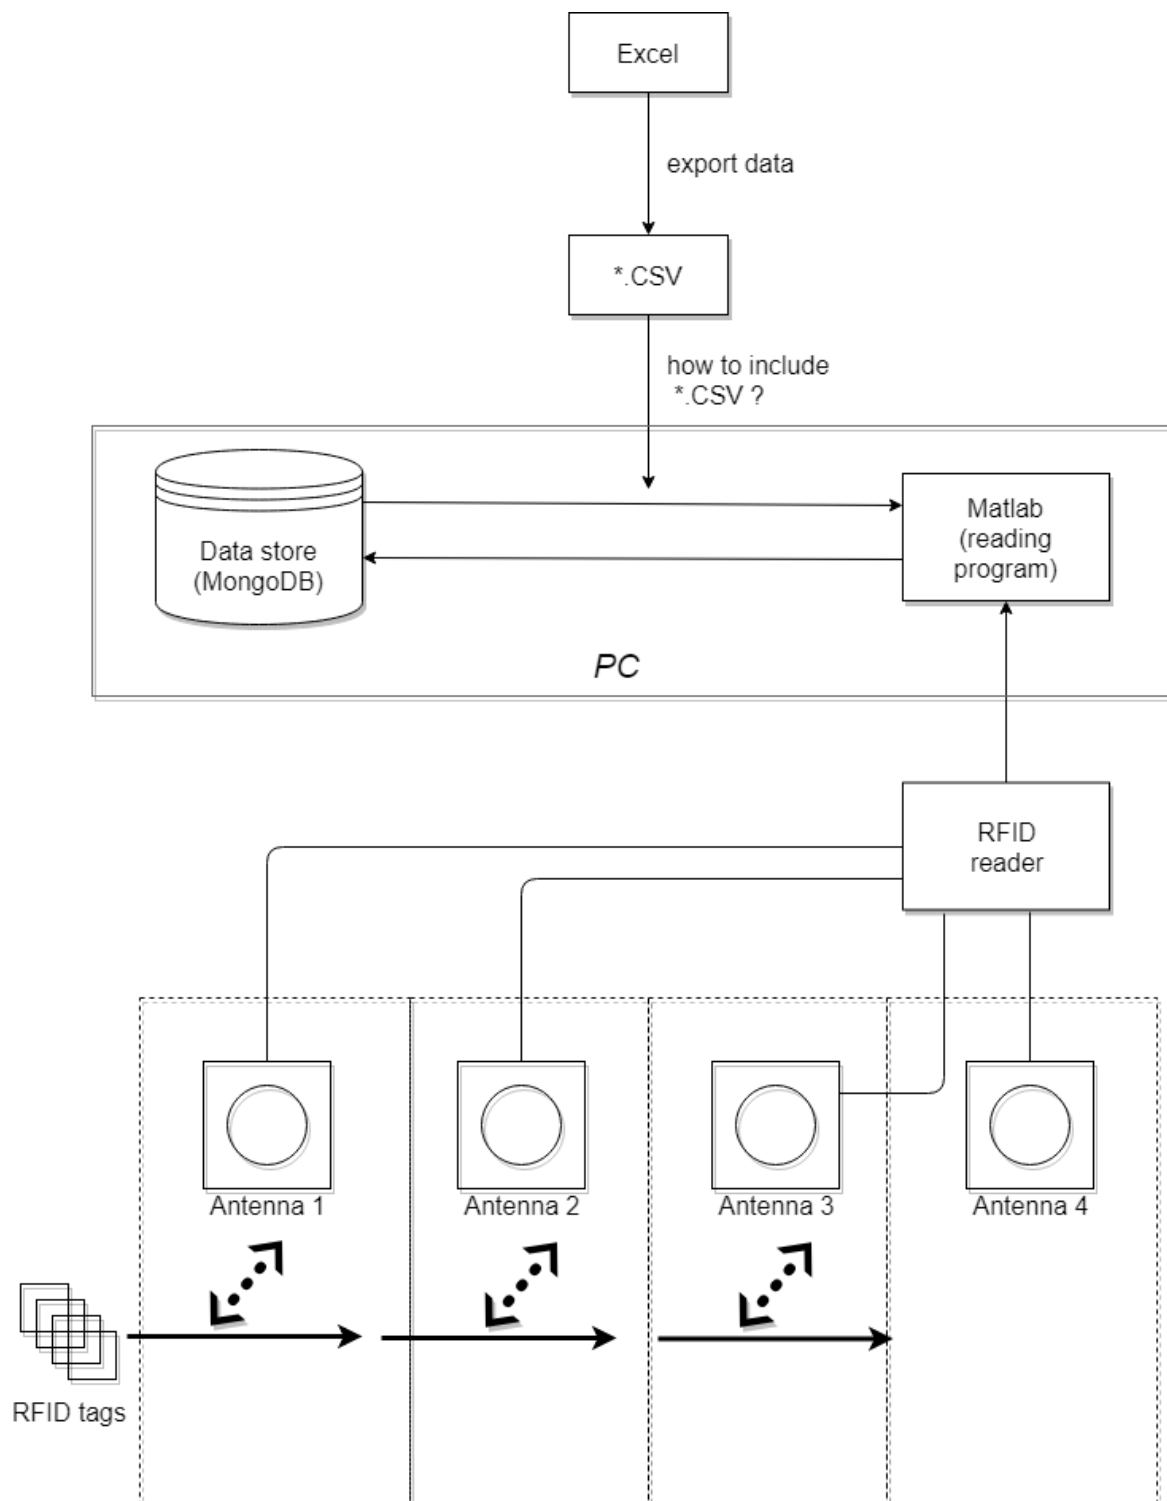 Excel
export data
*.CSV
how to include
*.CSV ?
Data store
(MongoDB)
Matlab
(reading
program)
PC
RFID
reader
Antenna 1
Antenna 2
Antenna 3
Antenna 4
RFID tags